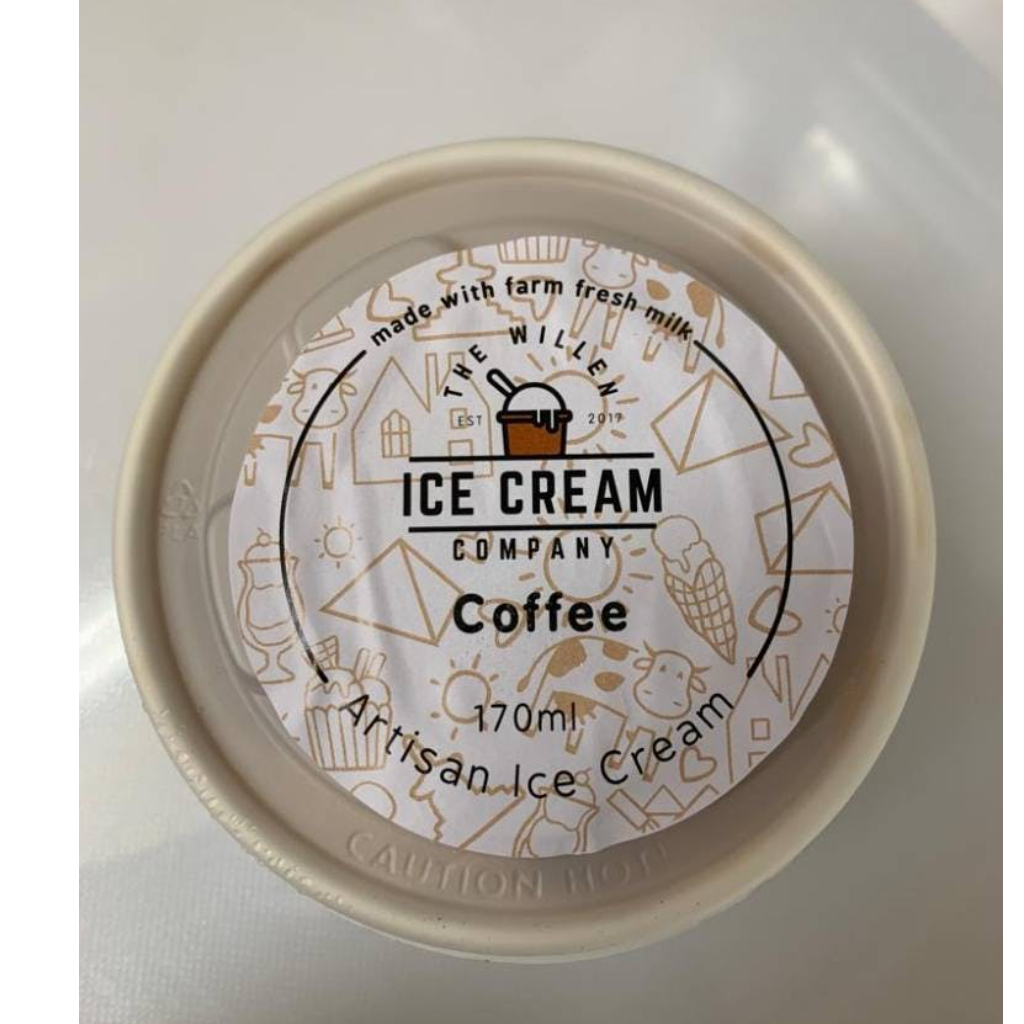 made with farm fresh milk
THE WILLEN
EST 2017
ICE CREAM
COMPANY
Coffee
170ml
Artisan Ice Cream
CAUTION HOT!